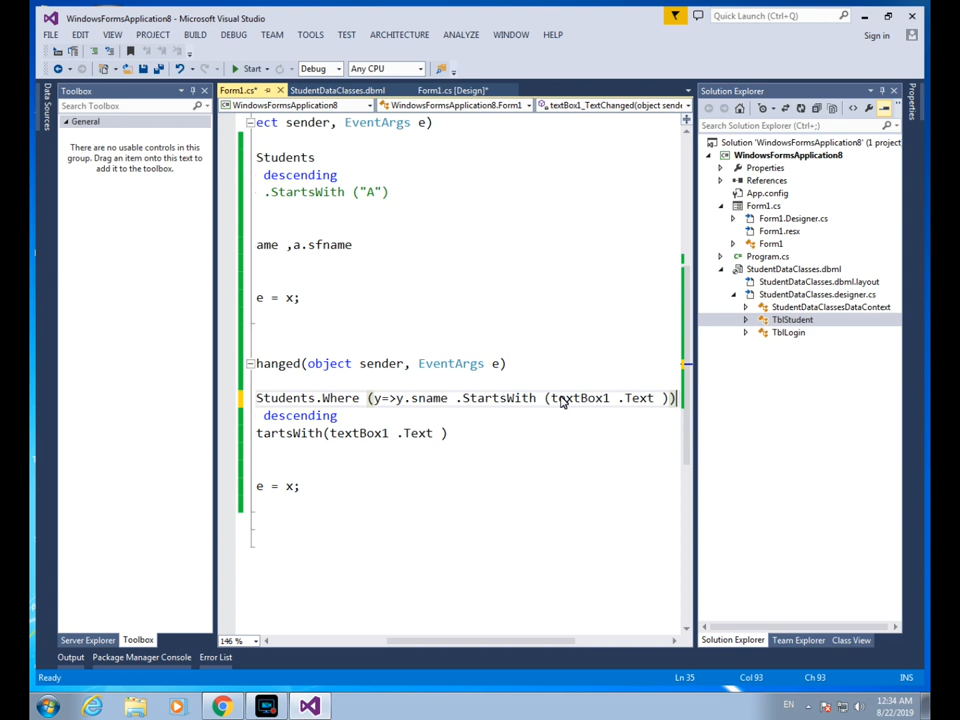 WindowsFormsApplication8 - Microsoft Visual Studio
Quick Launch (Ctrl+Q)
FILE EDIT VIEW PROJECT BUILD DEBUG TEAM TOOLS TEST ARCHITECTURE ANALYZE WINDOW HELP
Sign in
Start Debug Any CPU
Data Sources
Toolbox
Search Toolbox
General
There are no usable controls in this
group. Drag an item onto this text to
add it to the toolbox.
Server Explorer Toolbox
Form1.cs* StudentDataClasses.dbml Form1.cs [Design]*
WindowsFormsApplication8 WindowsFormsApplication8.Form1 textBox1_TextChanged(object sende
ect sender, EventArgs e)
Students
descending
.StartsWith ("A")
ame ,a.sfname
e = x;
hanged(object sender, EventArgs e)
Students.Where (y=>y.sname .StartsWith (textBox1 .Text ))
descending
tartsWith(textBox1 .Text )
e = x;
146 %
Solution Explorer
Search Solution Explorer (Ctrl+;)
Solution 'WindowsFormsApplication8' (1 project)
WindowsFormsApplication8
Properties
References
App.config
Form1.cs
Form1.Designer.cs
Form1.resx
Form1
Program.cs
StudentDataClasses.dbml
StudentDataClasses.dbml.layout
StudentDataClasses.designer.cs
StudentDataClassesDataContext
TblStudent
TblLogin
Solution Explorer Team Explorer Class View
Properties
Output Package Manager Console Error List
Ready Ln 35 Col 93 Ch 93 INS
EN 12:34 AM
8/22/2019